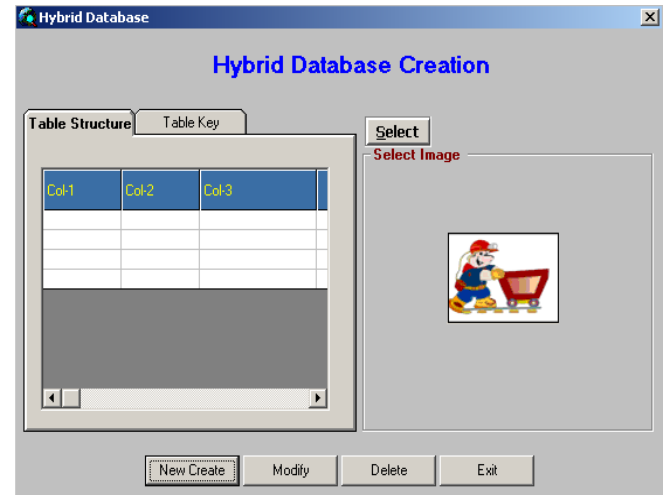 Hybrid Database
Hybrid Database Creation
Table Structure
Table Key
Select
Select Image
Col-1 Col-2 Col-3
New Create Modify Delete Exit